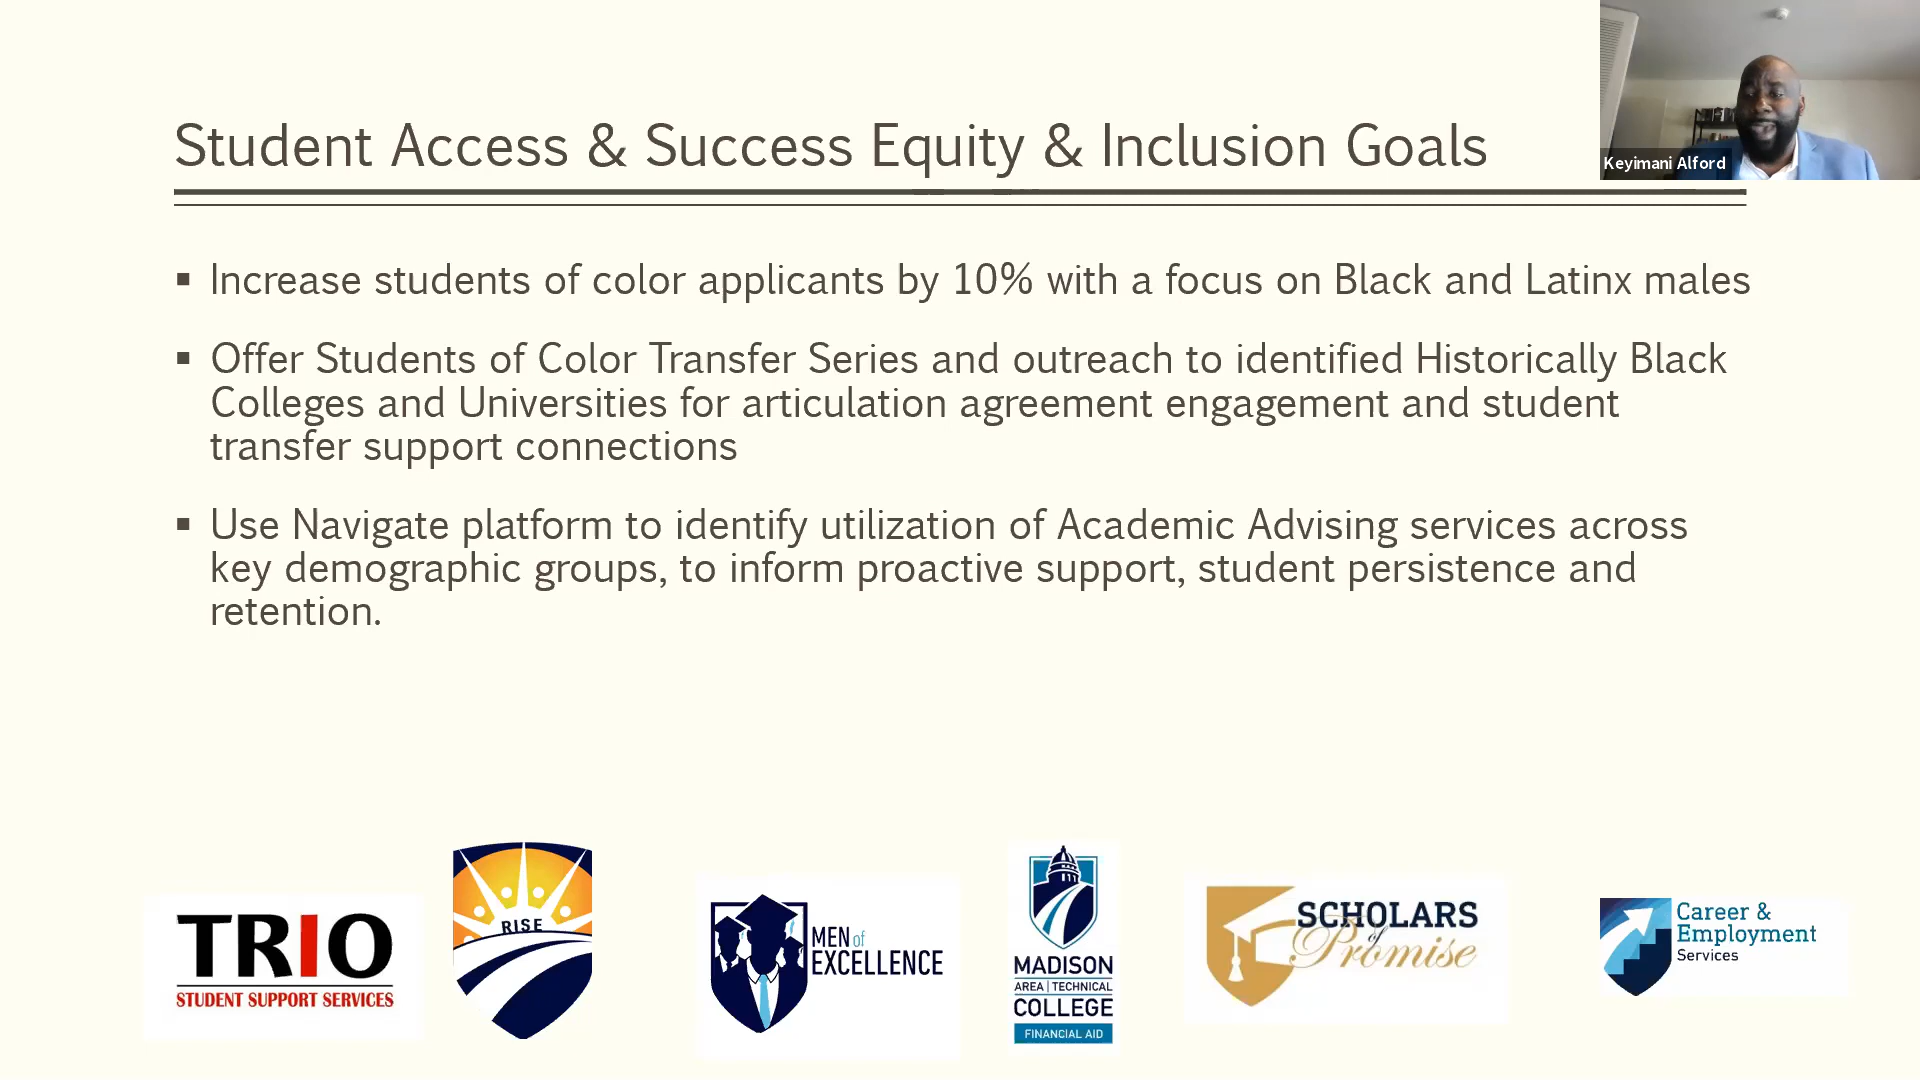 Student Access & Success Equity & Inclusion Goals
Keyimani Alford
▪ Increase students of color applicants by 10% with a focus on Black and Latinx males
▪ Offer Students of Color Transfer Series and outreach to identified Historically Black
Colleges and Universities for articulation agreement engagement and student
transfer support connections
▪ Use Navigate platform to identify utilization of Academic Advising services across
key demographic groups, to inform proactive support, student persistence and
retention.
TRIO
STUDENT SUPPORT SERVICES
RISE
MEN of
EXCELLENCE
MADISON
AREA | TECHNICAL
COLLEGE
FINANCIAL AID
SCHOLARS
of
Promise
Career &
Employment
Services